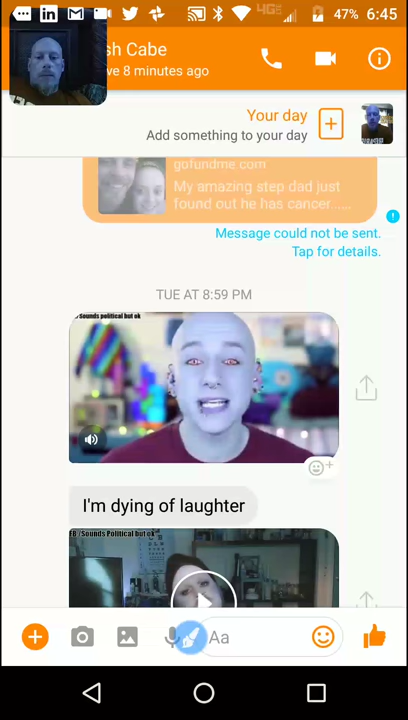 4G
47%
6:45
sh Cabe
ve 8 minutes ago
Your day
Add something to your day
gofundme com
My amazing step dad just
found out he has cancer......
Message could not be sent.
Tap for details.
TUE AT 8:59 PM
Sounds political but ok
I'm dying of laughter
FB /Sounds Political but ok
Aa